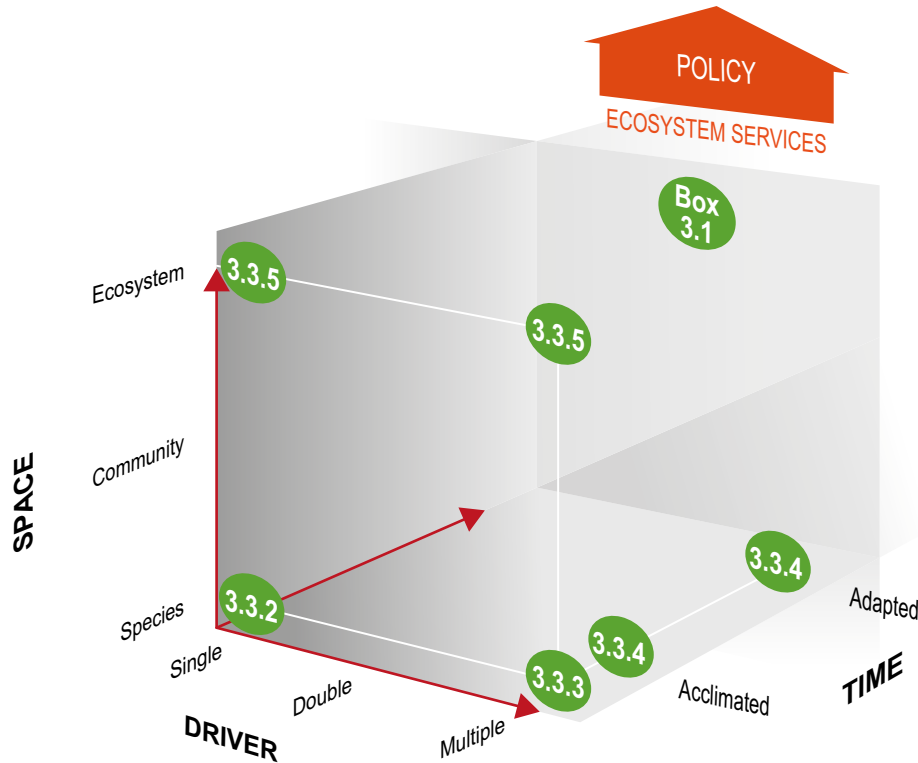 POLICY
ECOSYSTEM SERVICES
Box
3.1
Ecosystem
3.3.5
3.3.5
Community
SPACE
3.3.4
Species
3.3.2
Adapted
Single
3.3.4
3.3.3
Acclimated
TIME
Double
Multiple
DRIVER